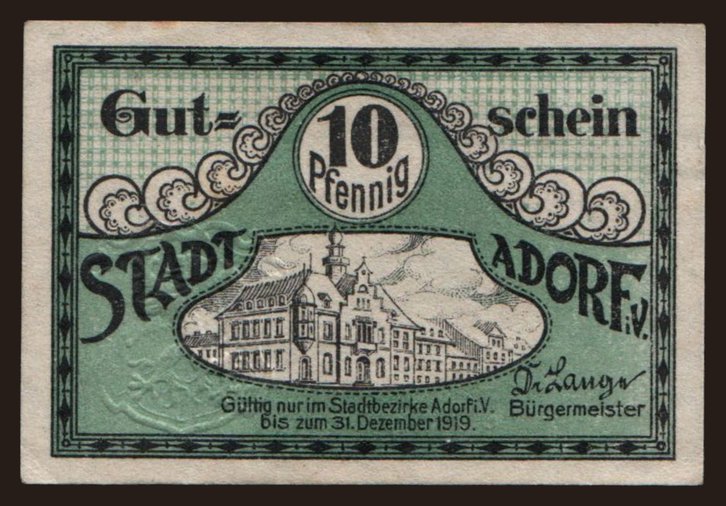 Gut= schein
10
Pfennig
STADT ADORF i.V.
Dr. Lange
Gültig nur im Stadtbezirke Adorf i.V.
bis zum 31. Dezember 1919.
Bürgermeister